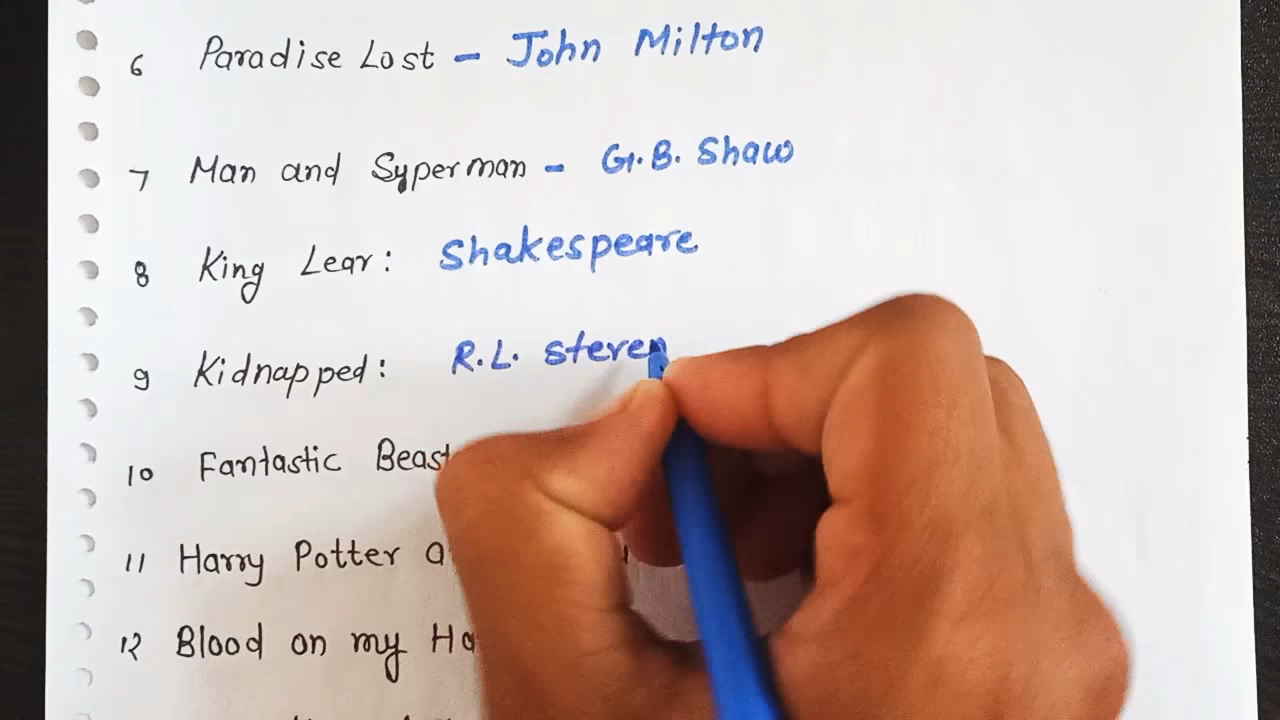 6 Paradise Lost - John Milton
7 Man and Syperman - G.B. Shaw
8 King Lear: Shakespeare
9 Kidnapped: R.L. Steven
10 Fantastic Beast
11 Harry Potter a
12 Blood on my Ha